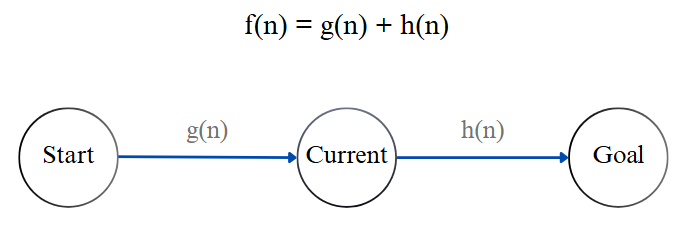 f(n) = g(n) + h(n)
g(n) h(n)
Start Current Goal